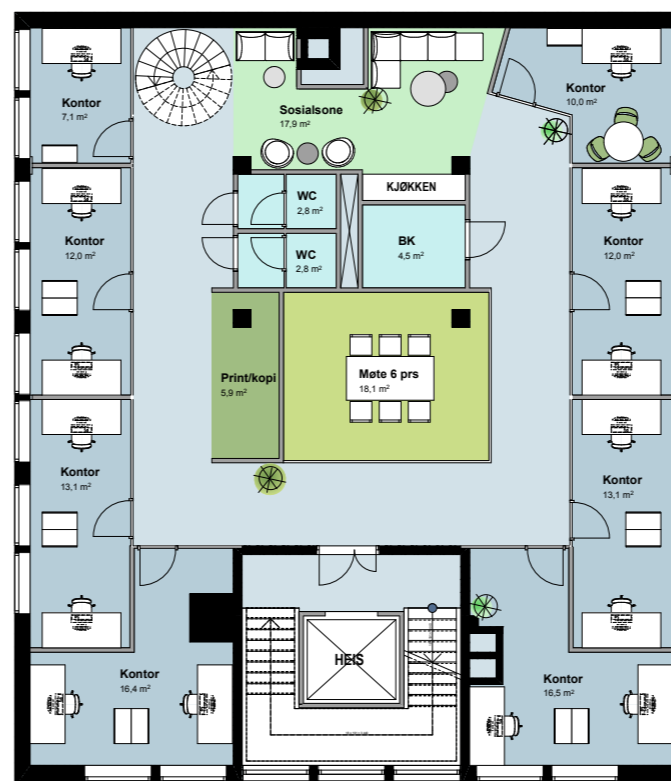 Kontor
7,1 m²
Sosialsone
17,9 m²
Kontor
10,0 m²
WC
2,8 m²
KJØKKEN
Kontor
12,0 m²
WC
2,8 m²
BK
4,5 m²
Kontor
12,0 m²
Print/kopi
5,9 m²
Møte 6 prs
18,1 m²
Kontor
13,1 m²
Kontor
13,1 m²
Kontor
16,4 m²
HEIS
Kontor
16,5 m²